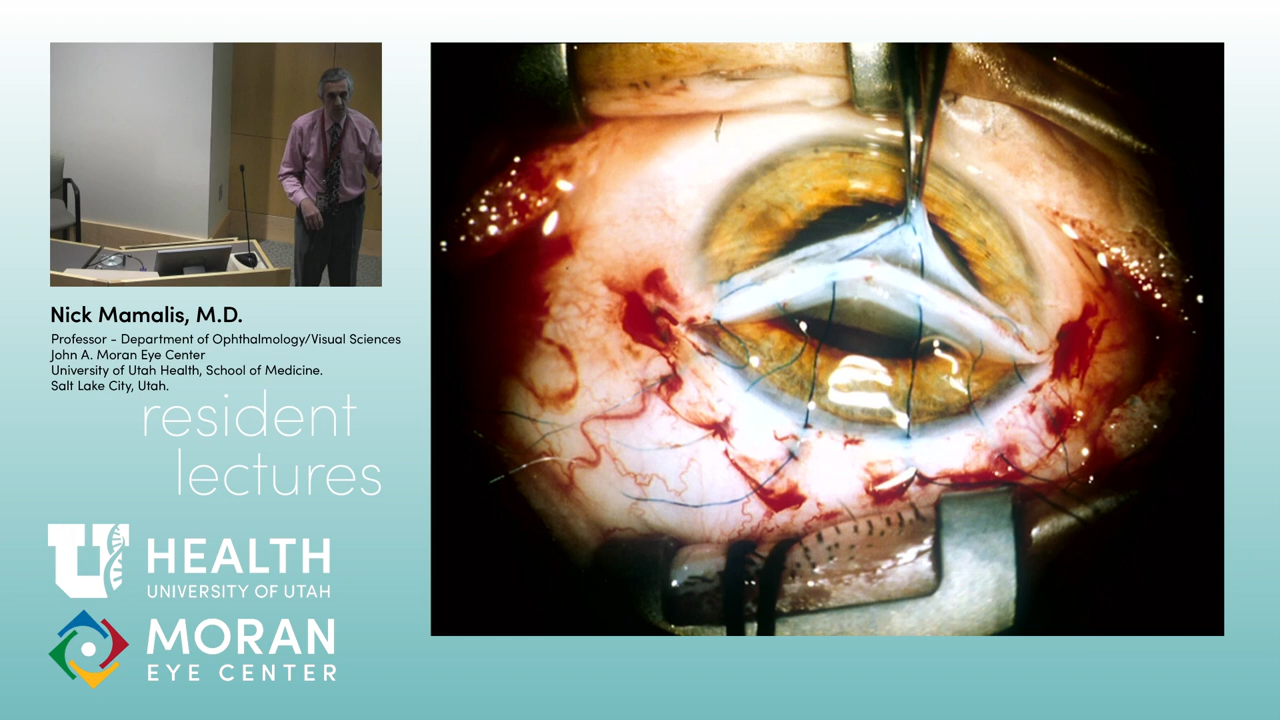 Nick Mamalis, M.D.
Professor - Department of Ophthalmology/Visual Sciences
John A. Moran Eye Center
University of Utah Health, School of Medicine.
Salt Lake City, Utah.
resident
lectures
U HEALTH
UNIVERSITY OF UTAH
MORAN
EYE CENTER